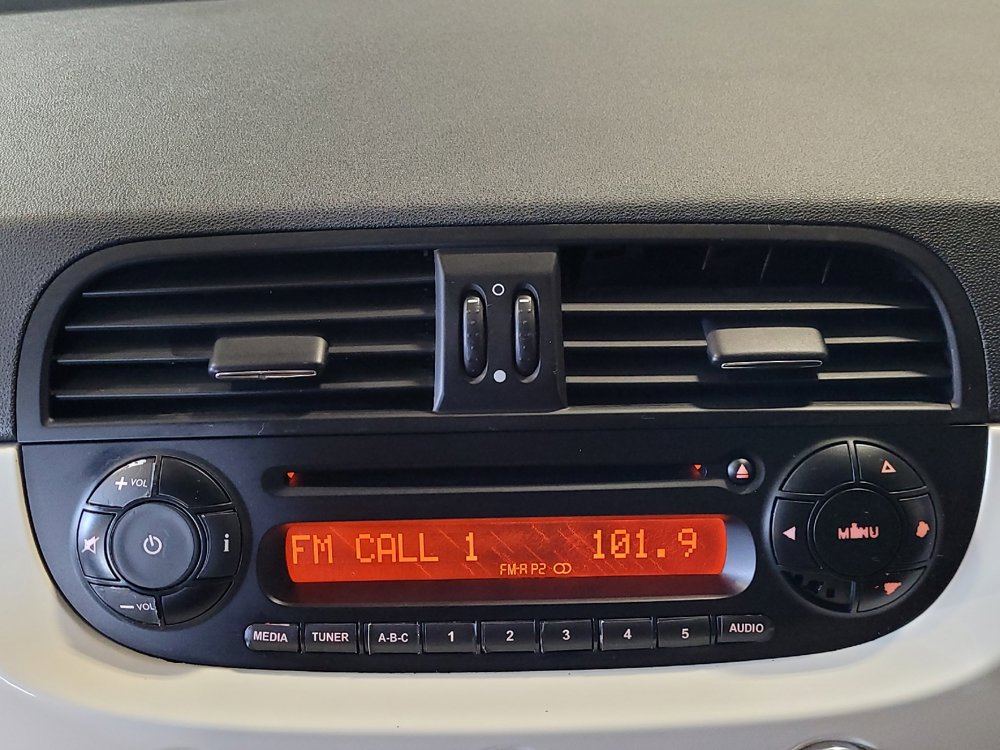 + VOL
i
— VOL
FM CALL 1 101.9
FM-A P2
MENU
MEDIA TUNER A-B-C 1 2 3 4 5 AUDIO